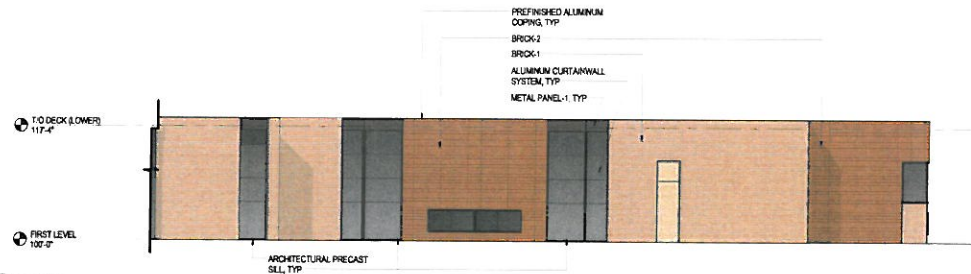 PREFINISHED ALUMINUM
COPING, TYP
BRICK-2
BRICK-1
ALUMINUM CURTAINWALL
SYSTEM, TYP
METAL PANEL-1, TYP
T/O DECK (LOWER)
117'-4"
FIRST LEVEL
100'-0"
ARCHITECTURAL PRECAST
SILL, TYP